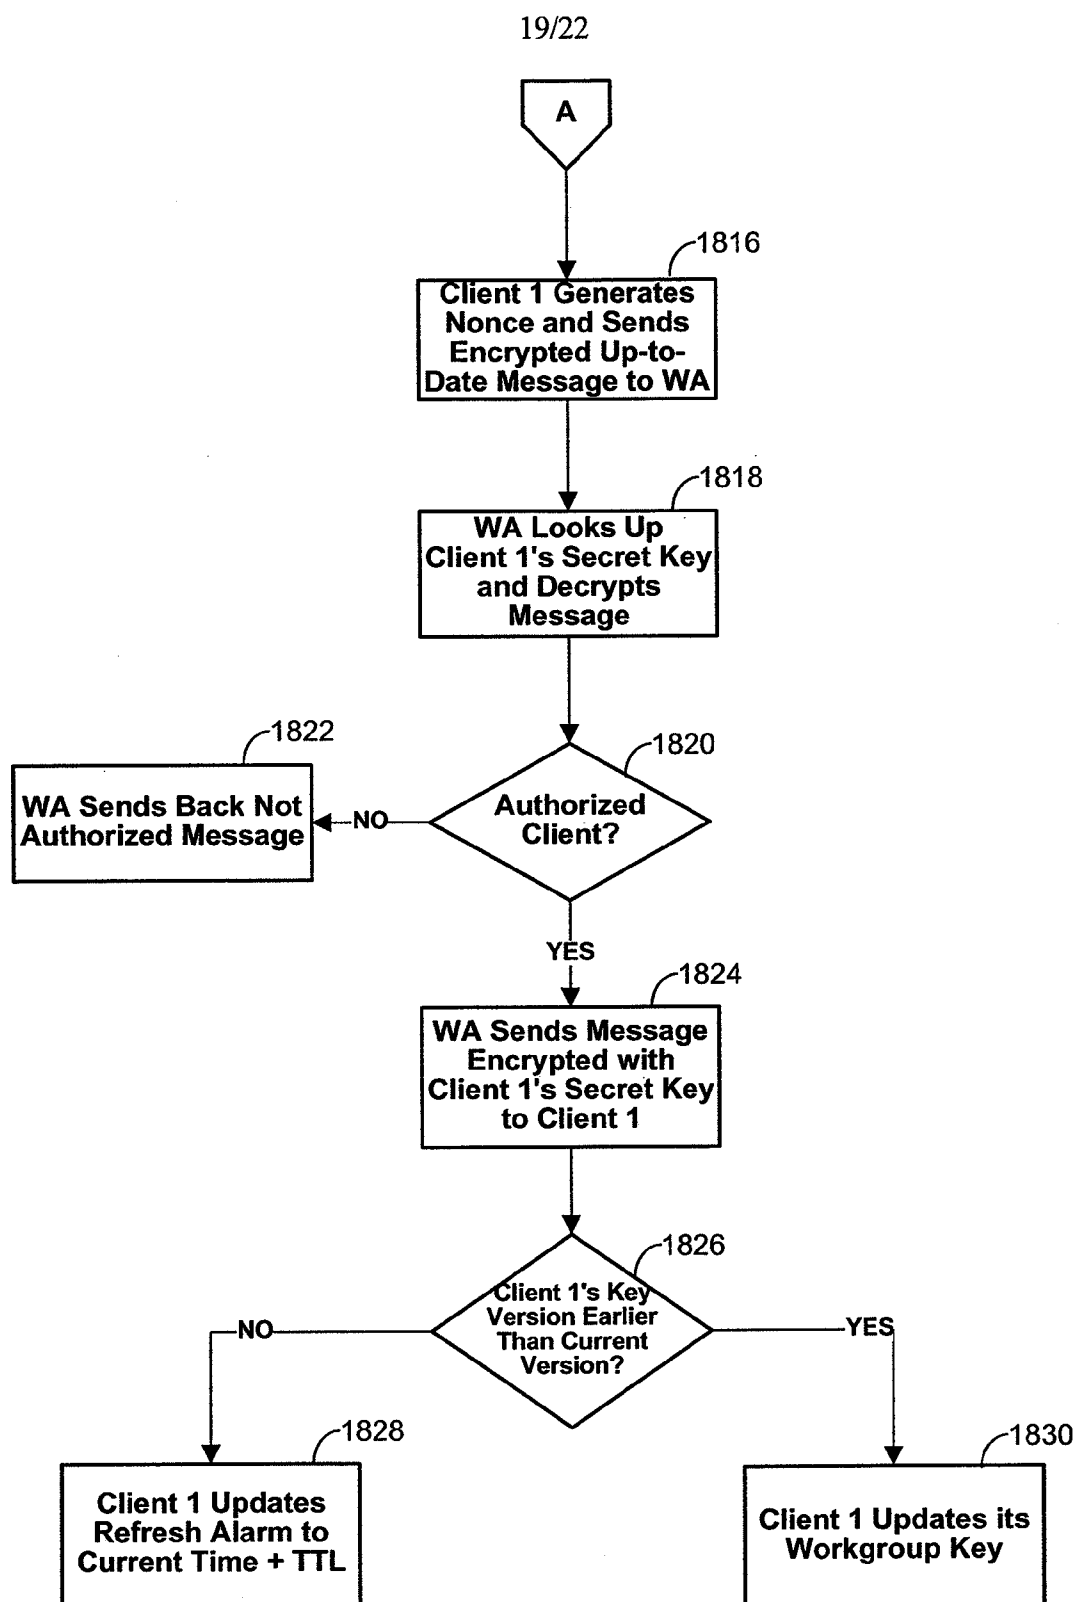 19/22
A
1816
Client 1 Generates
Nonce and Sends
Encrypted Up-to-
Date Message to WA
1818
WA Looks Up
Client 1's Secret Key
and Decrypts
Message
1822
1820
WA Sends Back Not
Authorized Message
NO
Authorized
Client?
YES
1824
WA Sends Message
Encrypted with
Client 1's Secret Key
to Client 1
1826
Client 1's Key
Version Earlier
Than Current
Version?
NO
YES
1828
1830
Client 1 Updates
Refresh Alarm to
Current Time + TTL
Client 1 Updates its
Workgroup Key